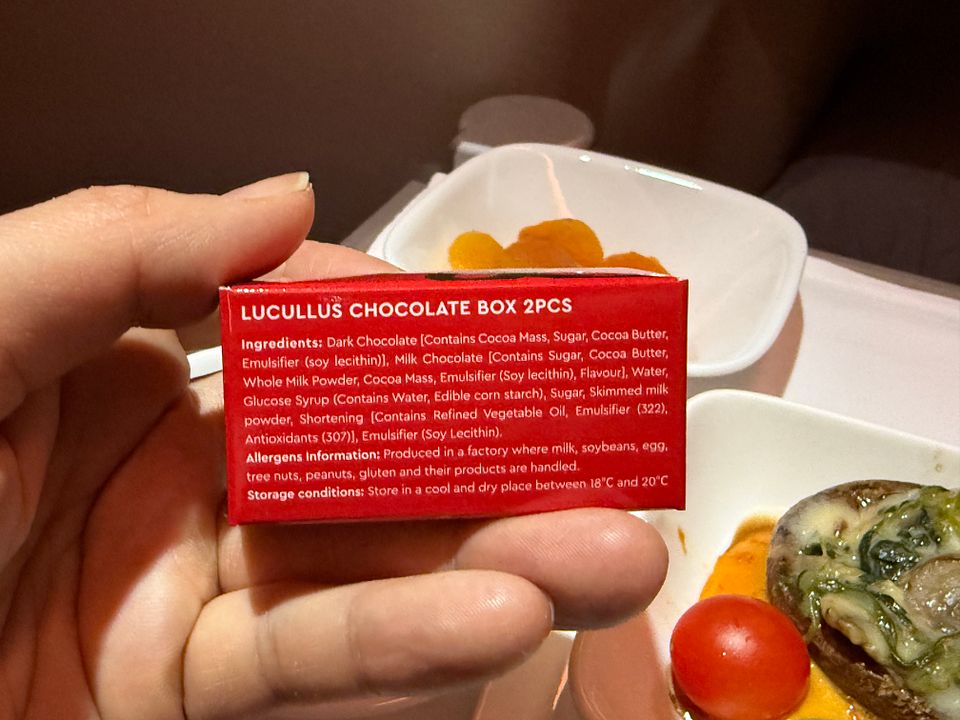 LUCULLUS CHOCOLATE BOX 2PCS
Ingredients: Dark Chocolate [Contains Cocoa Mass, Sugar, Cocoa Butter,
Emulsifier (soy lecithin)], Milk Chocolate [Contains Sugar, Cocoa Butter,
Whole Milk Powder, Cocoa Mass, Emulsifier (Soy lecithin), Flavour], Water,
Glucose Syrup (Contains Water, Edible corn starch), Sugar, Skimmed milk
powder, Shortening [Contains Refined Vegetable Oil, Emulsifier (322),
Antioxidants (307)], Emulsifier (Soy Lecithin).
Allergens Information: Produced in a factory where milk, soybeans, egg,
tree nuts, peanuts, gluten and their products are handled.
Storage conditions: Store in a cool and dry place between 18°C and 20°C